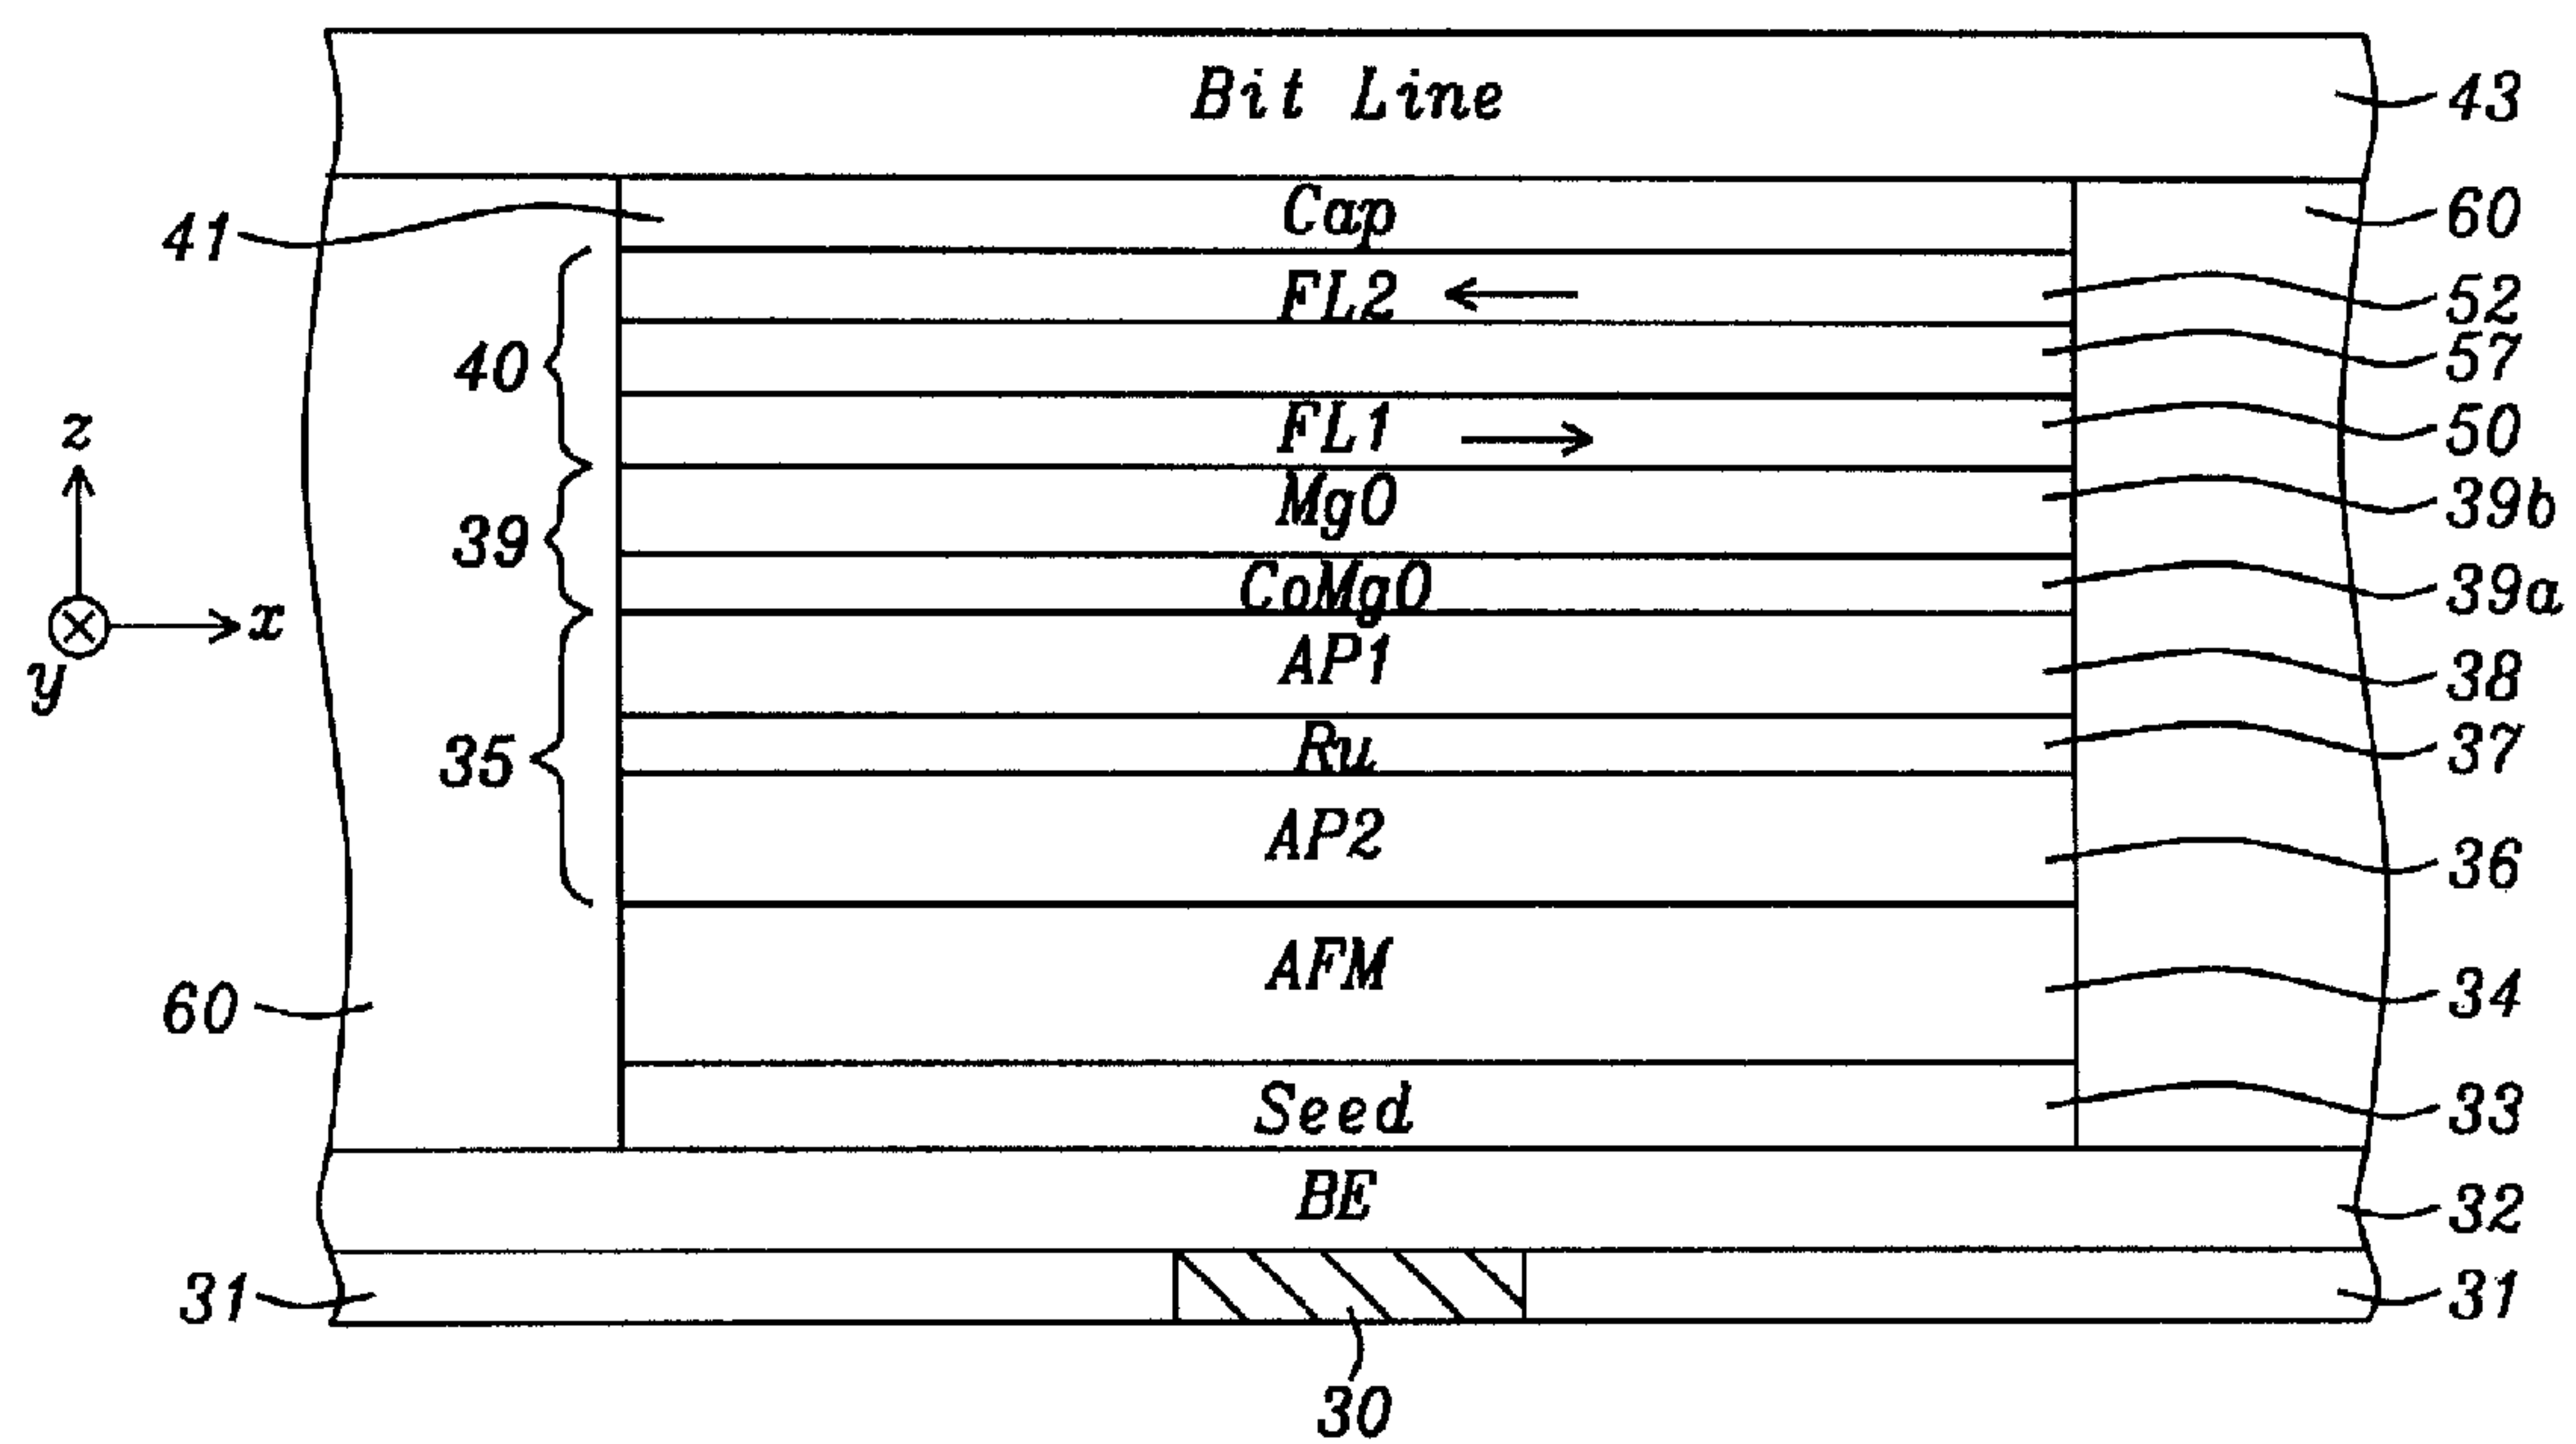 Bit Line 43
41 Cap 60
FL2 52
40 57
FL1 50
z
MgO 39b
39 CoMgO 39a
x
y AP1 38
35 Ru 37
AP2 36
60 AFM 34
Seed 33
BE 32
31 31
30